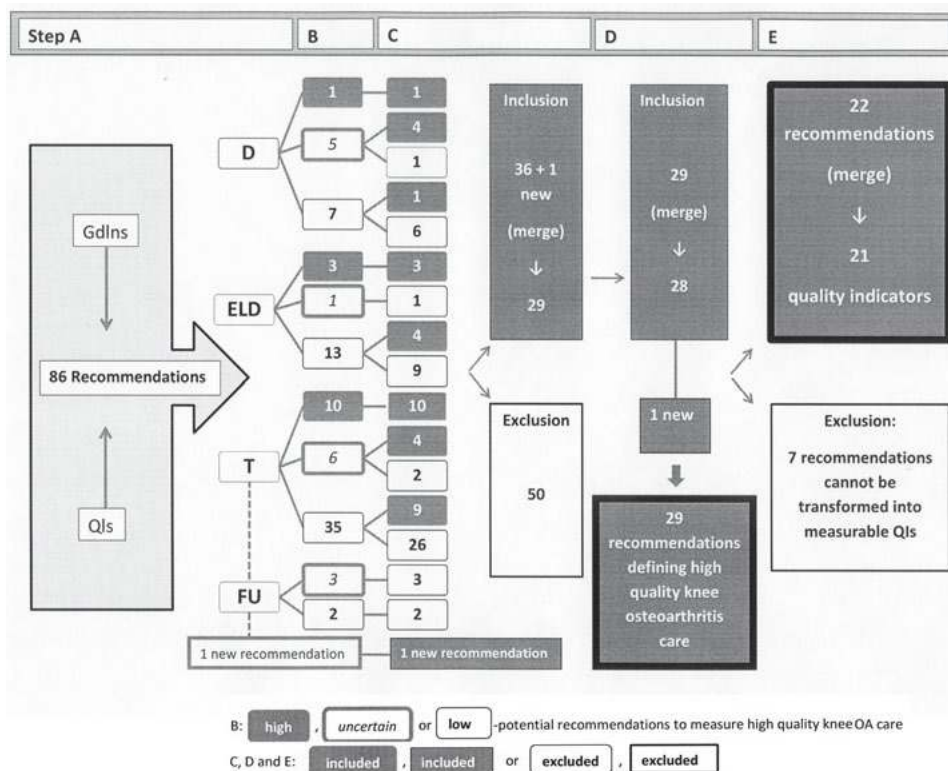 Step A B C D E
Gdlns
86 Recommendations
QIs
D
1 1
5 4
1
7 1
6
ELD
3 3
1 1
13 4
9
T
10 10
6 4
2
35 9
26
FU
3 3
2 2
1 new recommendation 1 new recommendation
Inclusion
36 + 1
new
(merge)
↓
29
Exclusion
50
Inclusion
29
(merge)
↓
28
1 new
29
recommendations
defining high
quality knee
osteoarthritis
care
22
recommendations
(merge)
↓
21
quality indicators
Exclusion:
7 recommendations
cannot be
transformed into
measurable QIs
B: high , uncertain or low -potential recommendations to measure high quality knee OA care
C, D and E: included , included or excluded , excluded